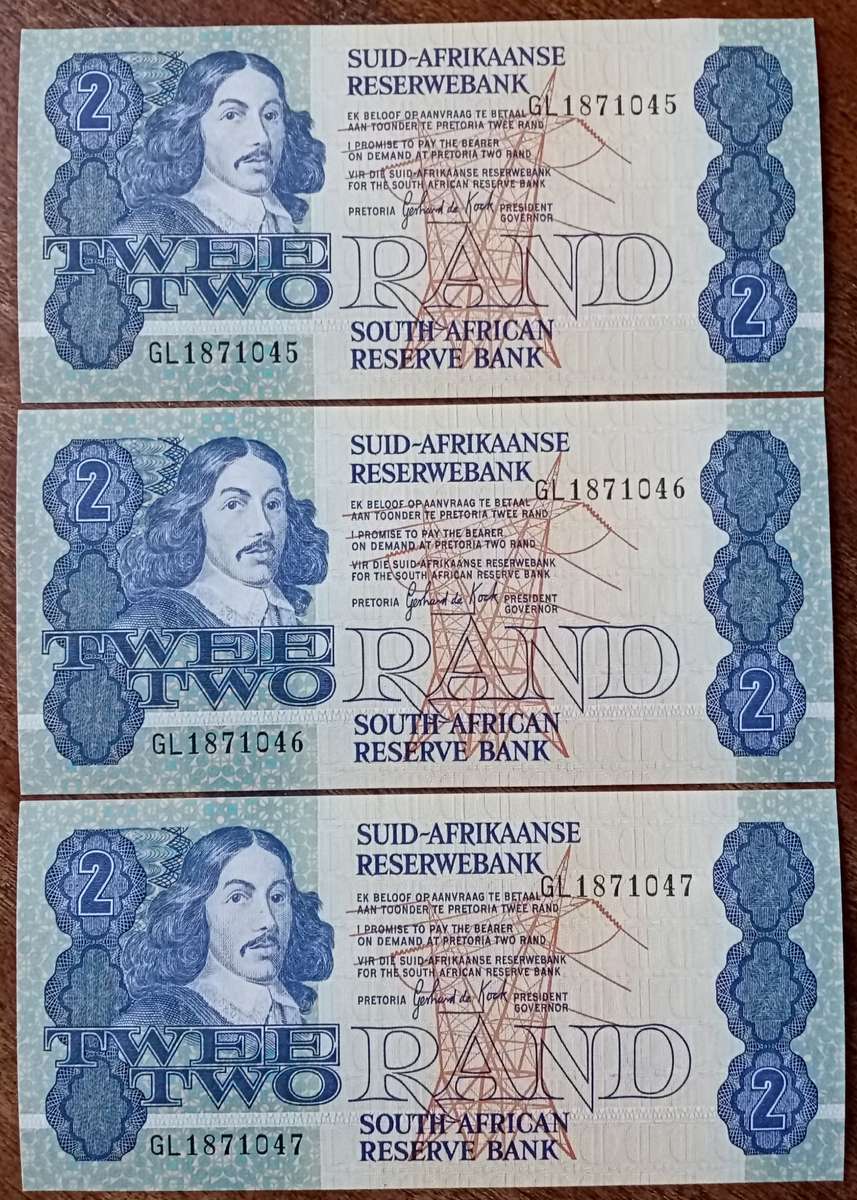 2
SUID-AFRIKAANSE
RESERWEBANK
GL1871045
EK BELOOF OP AANVRAAG TE BETAAL
AAN TOONDER TE PRETORIA TWEE RAND
I PROMISE TO PAY THE BEARER
ON DEMAND AT PRETORIA TWO RAND
VIR DIE SUID-AFRIKAANSE RESERWEBANK
FOR THE SOUTH AFRICAN RESERVE BANK
PRETORIA Gerhard de Kock PRESIDENT
GOVERNOR
TWEE
TWO RAND
2
SOUTH AFRICAN
RESERVE BANK
GL1871045
2
SUID-AFRIKAANSE
RESERWEBANK
GL1871046
EK BELOOF OP AANVRAAG TE BETAAL
AAN TOONDER TE PRETORIA TWEE RAND
I PROMISE TO PAY THE BEARER
ON DEMAND AT PRETORIA TWO RAND
VIR DIE SUID-AFRIKAANSE RESERWEBANK
FOR THE SOUTH AFRICAN RESERVE BANK
PRETORIA Gerhard de Kock PRESIDENT
GOVERNOR
TWEE
TWO RAND
2
SOUTH AFRICAN
RESERVE BANK
GL1871046
2
SUID-AFRIKAANSE
RESERWEBANK
GL1871047
EK BELOOF OP AANVRAAG TE BETAAL
AAN TOONDER TE PRETORIA TWEE RAND
I PROMISE TO PAY THE BEARER
ON DEMAND AT PRETORIA TWO RAND
VIR DIE SUID-AFRIKAANSE RESERWEBANK
FOR THE SOUTH AFRICAN RESERVE BANK
PRETORIA Gerhard de Kock PRESIDENT
GOVERNOR
TWEE
TWO RAND
2
SOUTH AFRICAN
RESERVE BANK
GL1871047